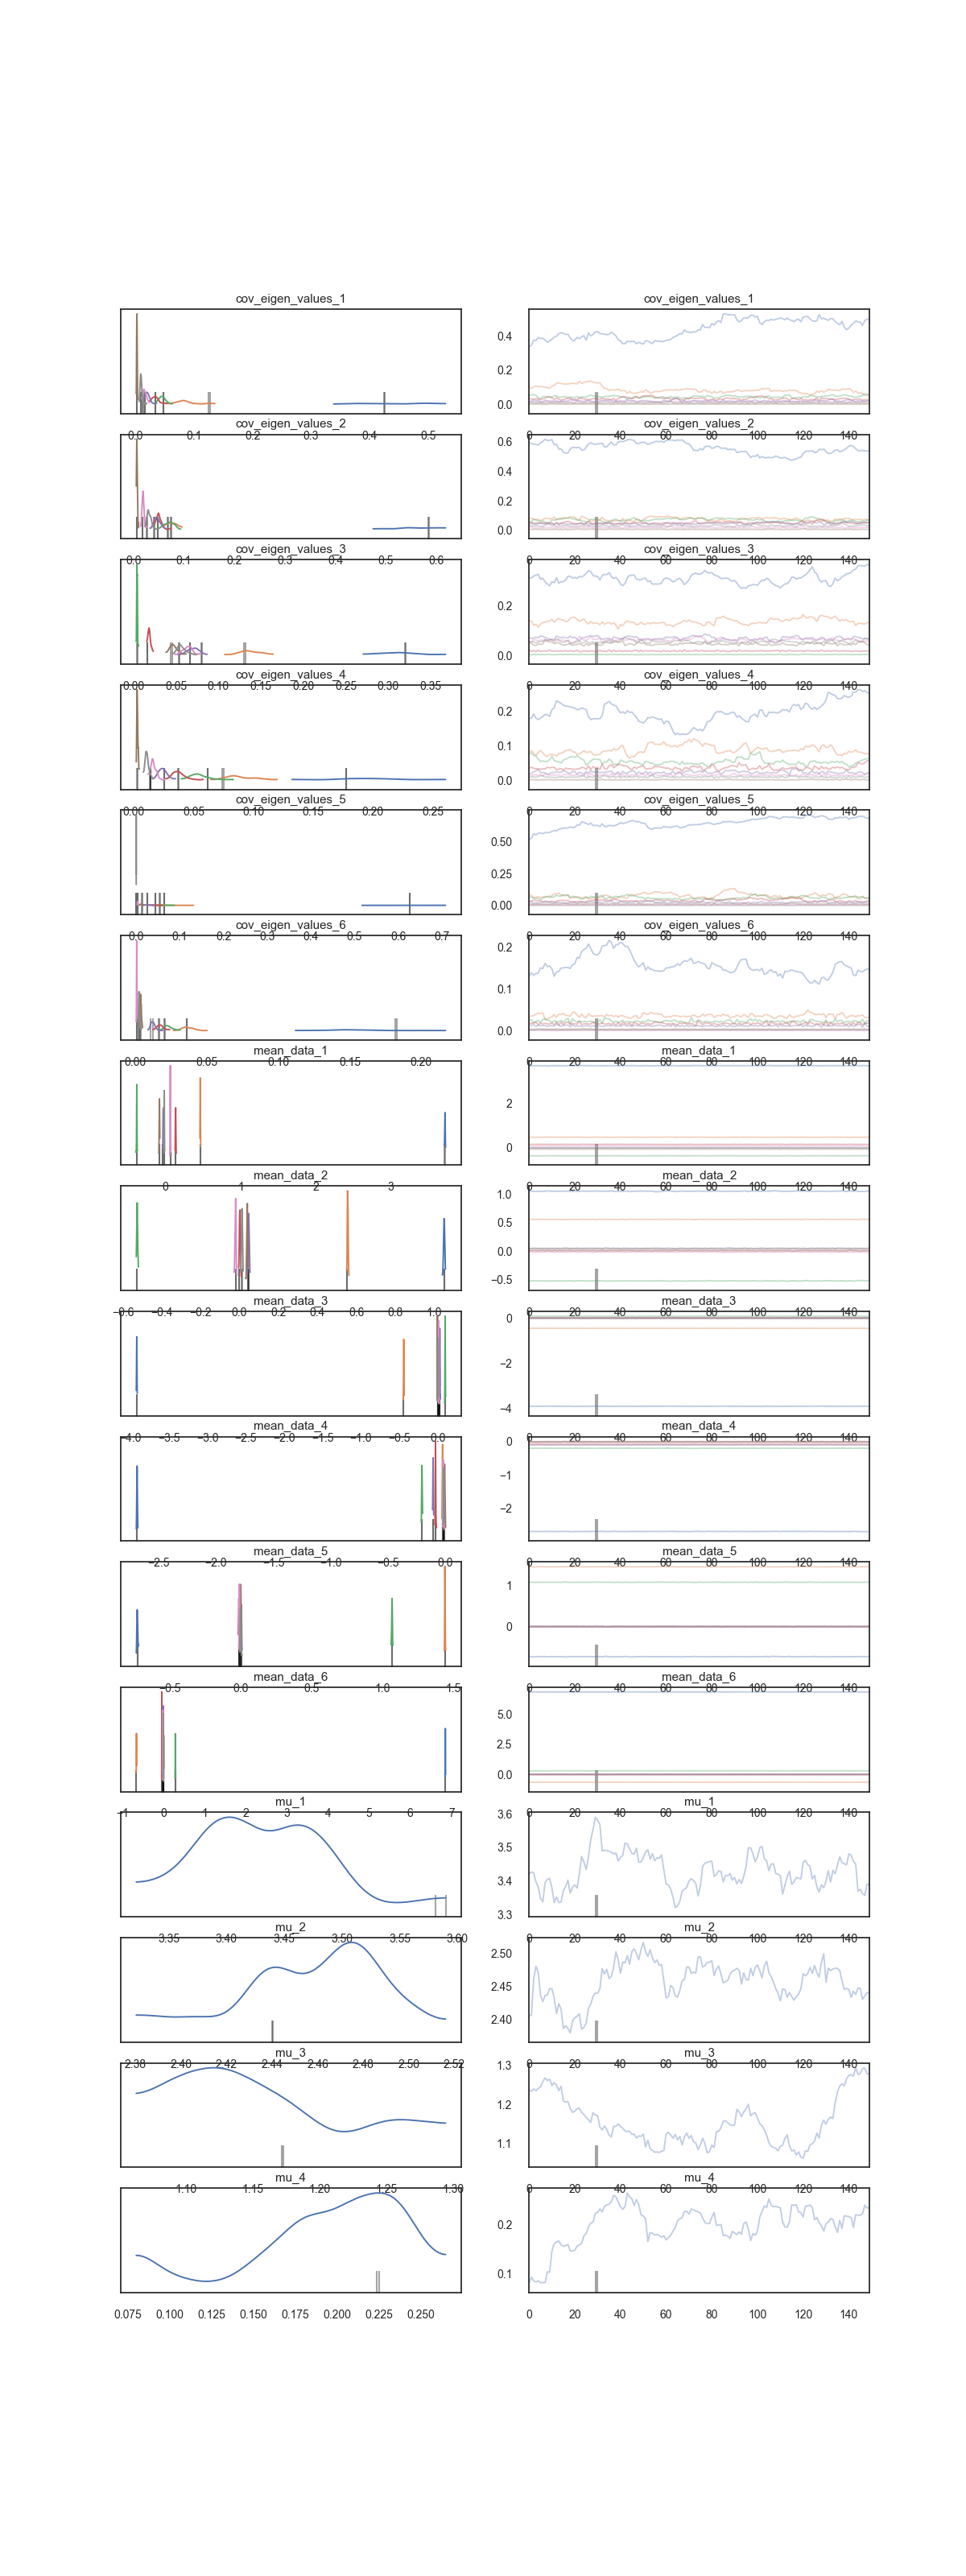 cov_eigen_values_1 cov_eigen_values_1
0.4
0.2
0.0
0.0 0.1 0.2 0.3 0.4 0.5 0 20 40 60 80 100 120 140
cov_eigen_values_2 cov_eigen_values_2
0.6
0.4
0.2
0.0
0.0 0.1 0.2 0.3 0.4 0.5 0.6 0 20 40 60 80 100 120 140
cov_eigen_values_3 cov_eigen_values_3
0.2
0.0
0.00 0.05 0.10 0.15 0.20 0.25 0.30 0.35 0 20 40 60 80 100 120 140
cov_eigen_values_4 cov_eigen_values_4
0.2
0.1
0.0
0.00 0.05 0.10 0.15 0.20 0.25 0 20 40 60 80 100 120 140
cov_eigen_values_5 cov_eigen_values_5
0.50
0.25
0.00
0.0 0.1 0.2 0.3 0.4 0.5 0.6 0.7 0 20 40 60 80 100 120 140
cov_eigen_values_6 cov_eigen_values_6
0.2
0.1
0.0
0.00 0.05 0.10 0.15 0.20 0 20 40 60 80 100 120 140
mean_data_1 mean_data_1
2
0
0 1 2 3 0 20 40 60 80 100 120 140
mean_data_2 mean_data_2
1.0
0.5
0.0
−0.5
−0.6 −0.4 −0.2 0.0 0.2 0.4 0.6 0.8 1.0 0 20 40 60 80 100 120 140
mean_data_3 mean_data_3
0
−2
−4
−4.0 −3.5 −3.0 −2.5 −2.0 −1.5 −1.0 −0.5 0.0 0 20 40 60 80 100 120 140
mean_data_4 mean_data_4
0
−1
−2
−2.5 −2.0 −1.5 −1.0 −0.5 0.0 0 20 40 60 80 100 120 140
mean_data_5 mean_data_5
1
0
−0.5 0.0 0.5 1.0 1.5 0 20 40 60 80 100 120 140
mean_data_6 mean_data_6
5.0
2.5
0.0
−1 0 1 2 3 4 5 6 7 0 20 40 60 80 100 120 140
mu_1 mu_1
3.6
3.5
3.4
3.3
3.35 3.40 3.45 3.50 3.55 3.60 0 20 40 60 80 100 120 140
mu_2 mu_2
2.50
2.45
2.40
2.38 2.40 2.42 2.44 2.46 2.48 2.50 2.52 0 20 40 60 80 100 120 140
mu_3 mu_3
1.3
1.2
1.1
1.10 1.15 1.20 1.25 1.30 0 20 40 60 80 100 120 140
mu_4 mu_4
0.2
0.1
0.075 0.100 0.125 0.150 0.175 0.200 0.225 0.250 0 20 40 60 80 100 120 140